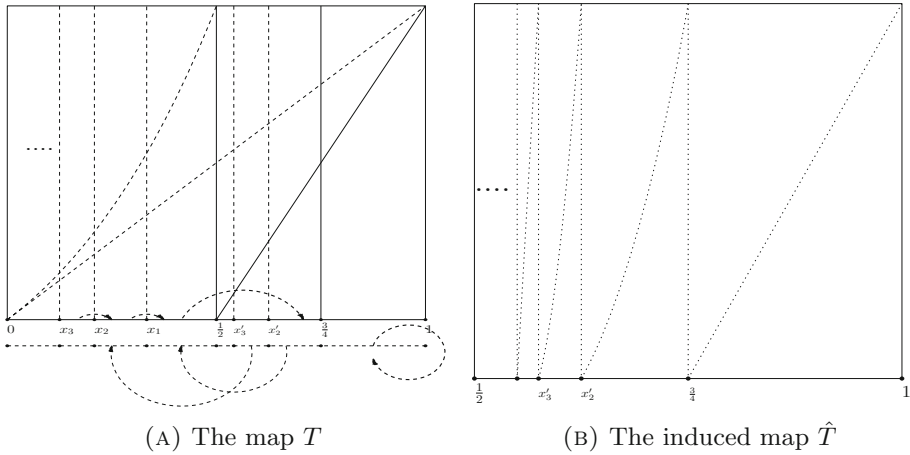 0 x₃ x₂ x₁ ½ x′₃ x′₂ ¾ 1
½ x′₃ x′₂ ¾ 1
(A) The map T
(B) The induced map T̂